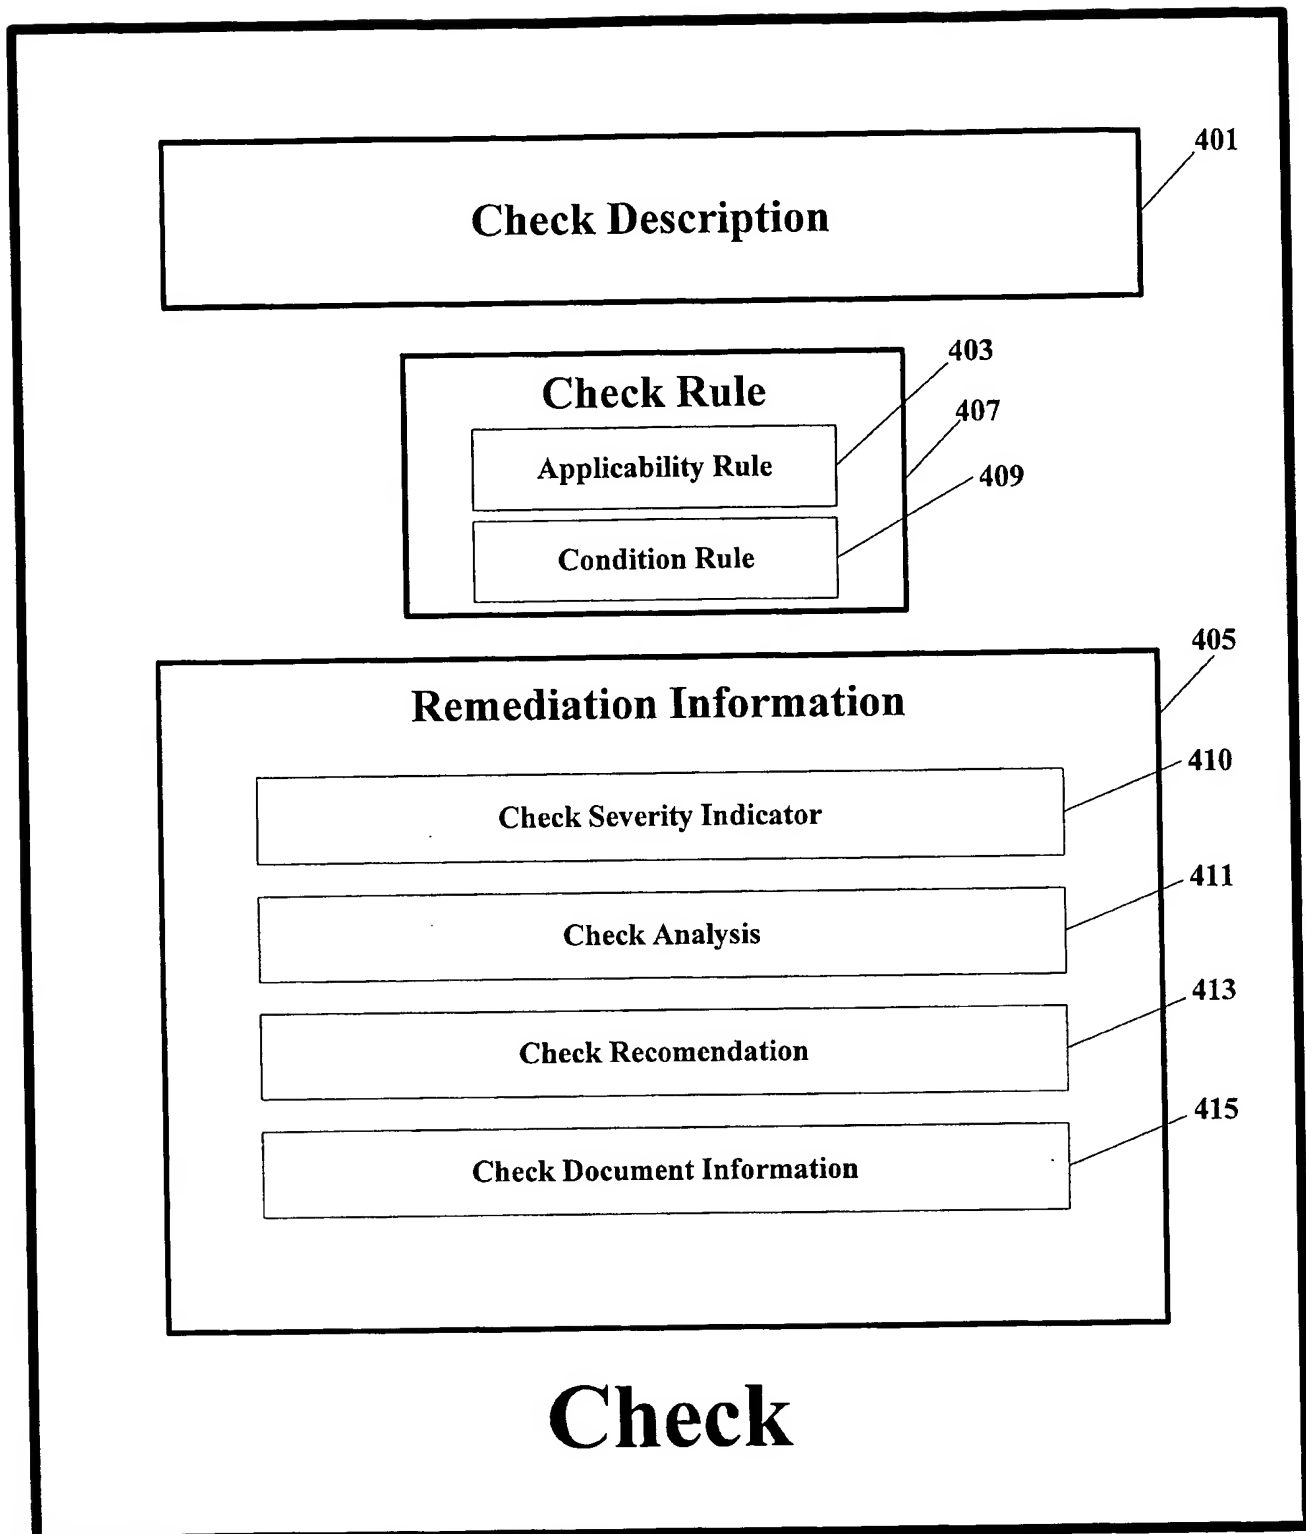 401
Check Description
403
Check Rule
407
Applicability Rule
409
Condition Rule
405
Remediation Information
410
Check Severity Indicator
411
Check Analysis
413
Check Recomendation
415
Check Document Information
Check